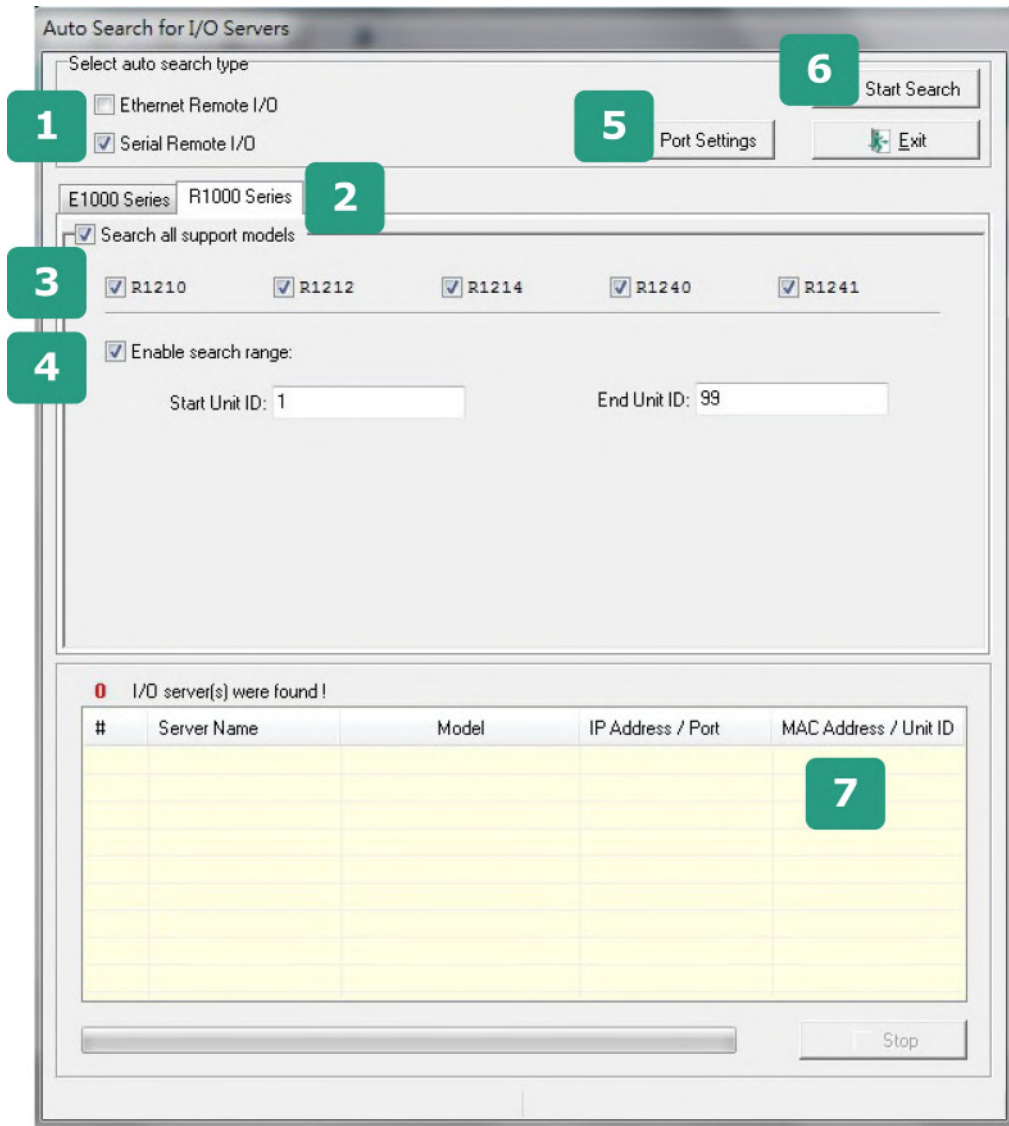 Auto Search for I/O Servers
Select auto search type
6
Start Search
1
Ethernet Remote I/O
Serial Remote I/O
5
Port Settings
Exit
E1000 Series
R1000 Series
2
Search all support models
3
R1210
R1212
R1214
R1240
R1241
4
Enable search range:
Start Unit ID: 1
End Unit ID: 99
0 I/O server(s) were found !
# Server Name Model IP Address / Port MAC Address / Unit ID
7
Stop